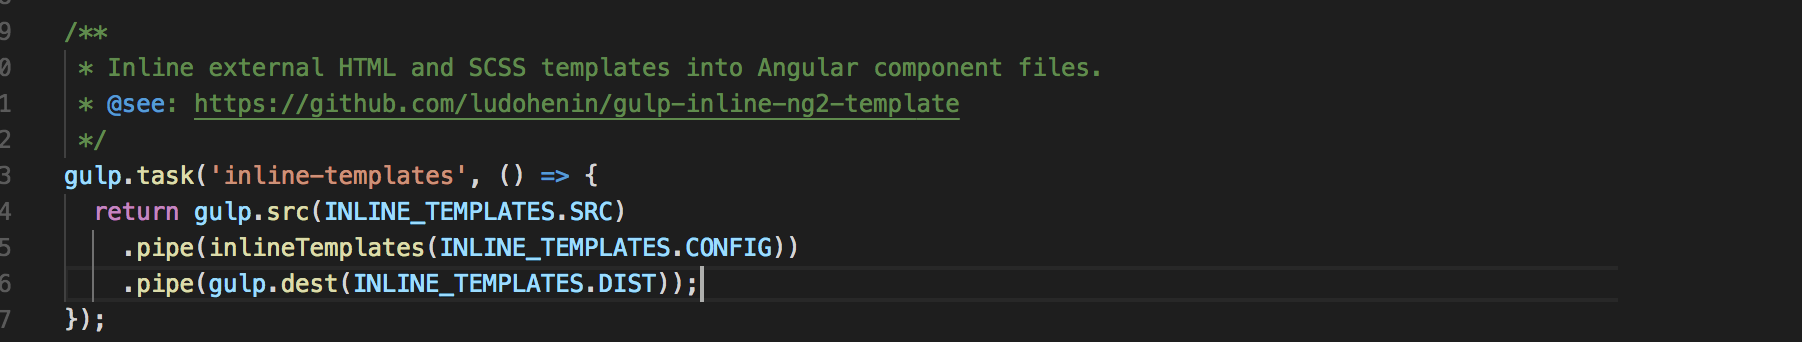 9 /**
0  * Inline external HTML and SCSS templates into Angular component files.
1  * @see: https://github.com/ludohenin/gulp-inline-ng2-template
2  */
3 gulp.task('inline-templates', () => {
4   return gulp.src(INLINE_TEMPLATES.SRC)
5     .pipe(inlineTemplates(INLINE_TEMPLATES.CONFIG))
6     .pipe(gulp.dest(INLINE_TEMPLATES.DIST));
7 });